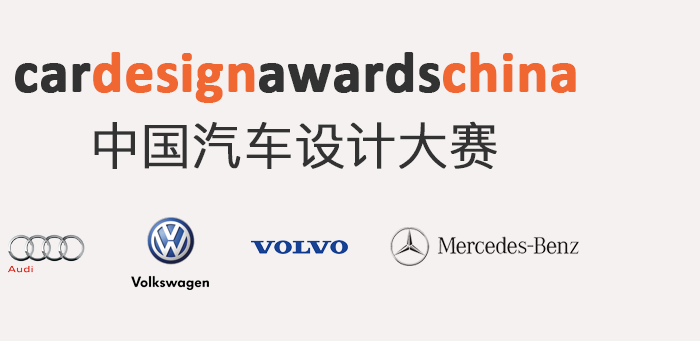 cardesignawardschina
中国汽车设计大赛
Audi
Volkswagen
VOLVO
Mercedes-Benz